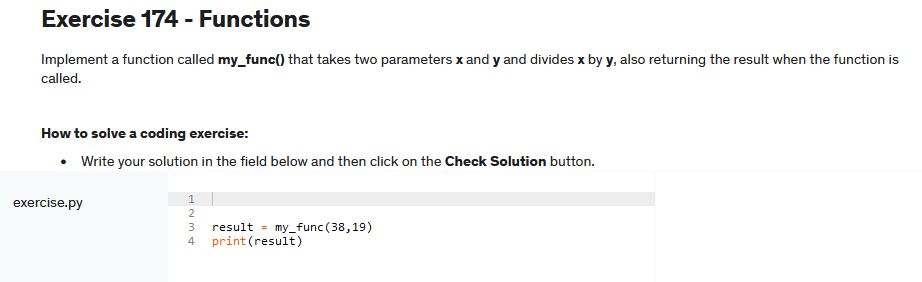 Exercise 174 - Functions
Implement a function called my_func() that takes two parameters x and y and divides x by y, also returning the result when the function is
called.
How to solve a coding exercise:
• Write your solution in the field below and then click on the Check Solution button.
exercise.py
1
2
3 result = my_func(38,19)
4 print(result)